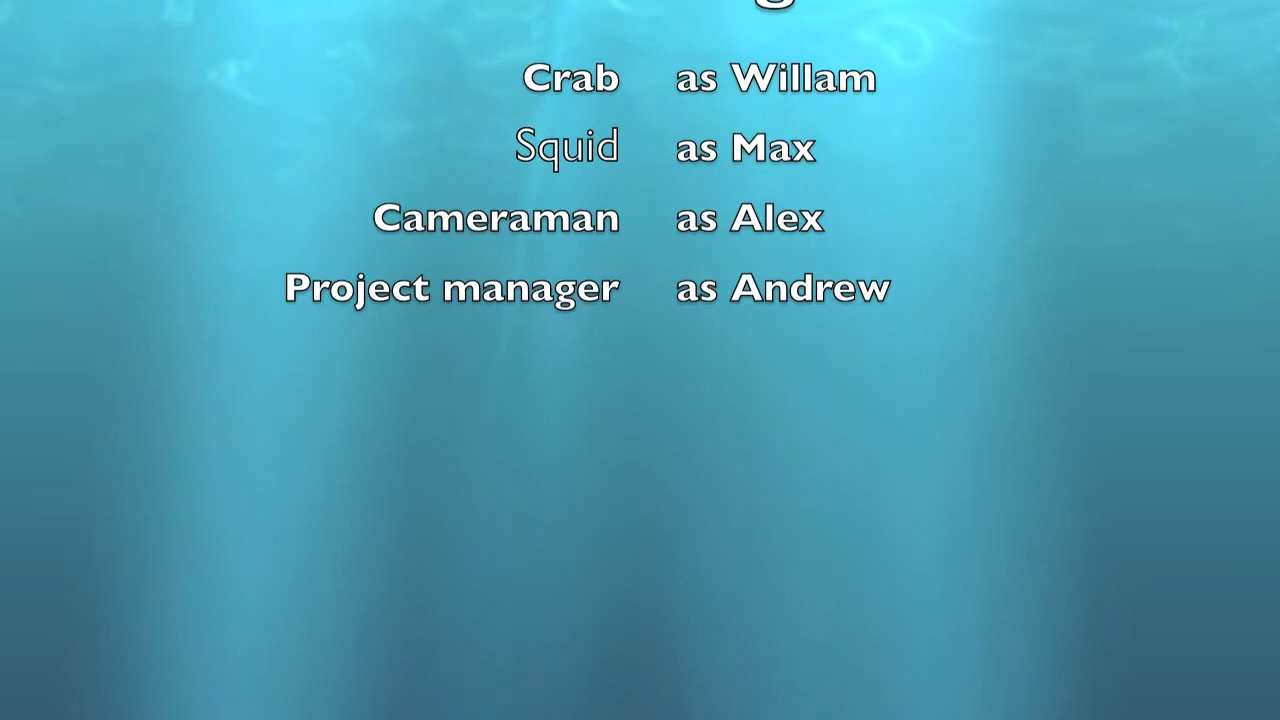 Crab as Willam
Squid as Max
Cameraman as Alex
Project manager as Andrew